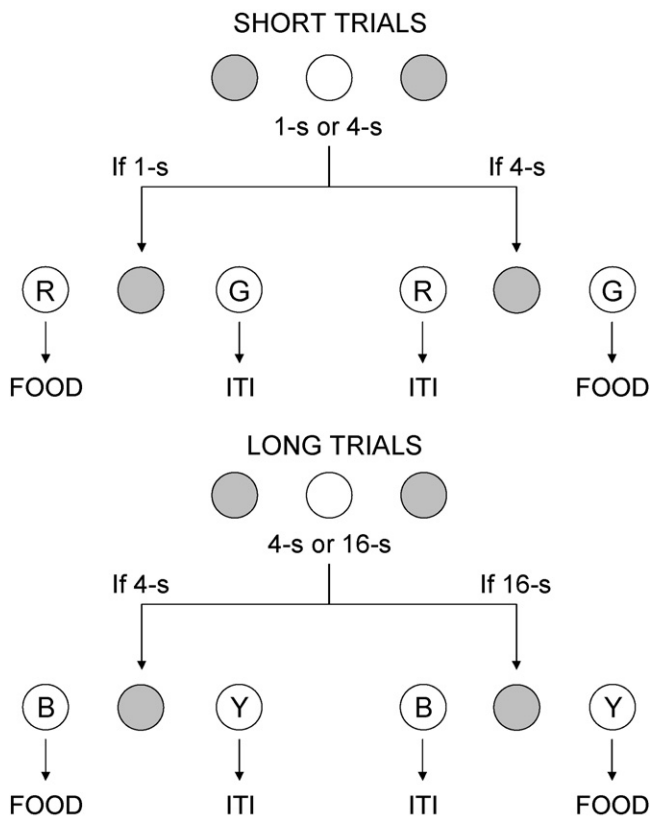 SHORT TRIALS
1-s or 4-s
If 1-s If 4-s
R G R G
FOOD ITI ITI FOOD
LONG TRIALS
4-s or 16-s
If 4-s If 16-s
B Y B Y
FOOD ITI ITI FOOD